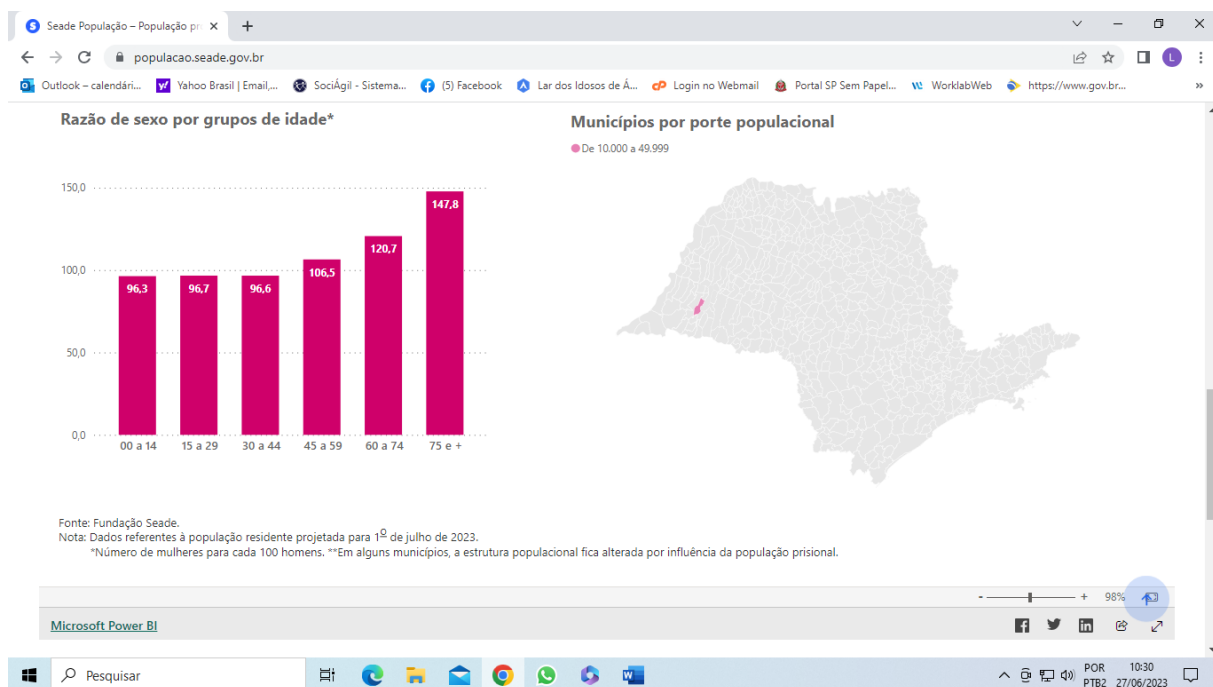 Seade População – População pr
populacao.seade.gov.br
Outlook – calendári...
Yahoo Brasil | Email,...
SociÁgil - Sistema...
(5) Facebook
Lar dos Idosos de Á...
Login no Webmail
Portal SP Sem Papel...
WorklabWeb
https://www.gov.br...
»
Razão de sexo por grupos de idade*
150,0
100,0
50,0
0,0
96,3
96,7
96,6
106,5
120,7
147,8
00 a 14
15 a 29
30 a 44
45 a 59
60 a 74
75 e +
Municípios por porte populacional
De 10.000 a 49.999
Fonte: Fundação Seade.
Nota: Dados referentes à população residente projetada para 1º de julho de 2023.
*Número de mulheres para cada 100 homens. **Em alguns municípios, a estrutura populacional fica alterada por influência da população prisional.
- + 98%
Microsoft Power BI
Pesquisar
POR
PTB2
10:30
27/06/2023